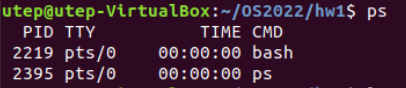 utep@utep-VirtualBox:~/OS2022/hw1$ ps
PID TTY TIME CMD
2219 pts/0 00:00:00 bash
2395 pts/0 00:00:00 ps